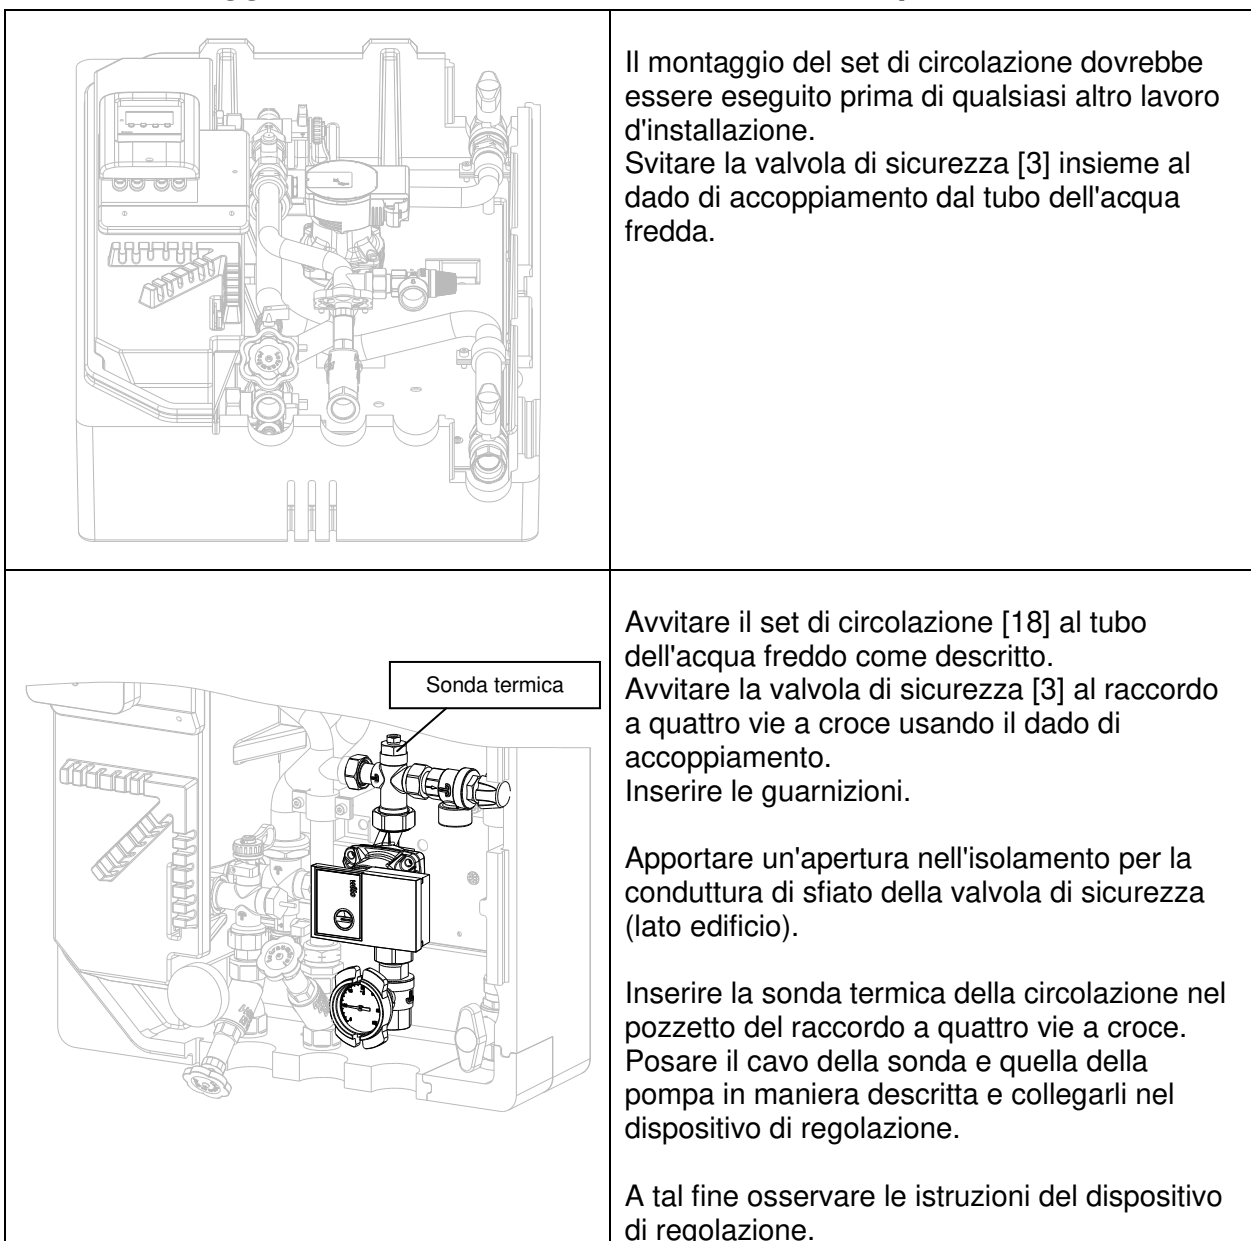 Il montaggio del set di circolazione dovrebbe
essere eseguito prima di qualsiasi altro lavoro
d'installazione.
Svitare la valvola di sicurezza [3] insieme al
dado di accoppiamento dal tubo dell'acqua
fredda.
Sonda termica
Avvitare il set di circolazione [18] al tubo
dell'acqua freddo come descritto.
Avvitare la valvola di sicurezza [3] al raccordo
a quattro vie a croce usando il dado di
accoppiamento.
Inserire le guarnizioni.
Apportare un'apertura nell'isolamento per la
conduttura di sfiato della valvola di sicurezza
(lato edificio).
Inserire la sonda termica della circolazione nel
pozzetto del raccordo a quattro vie a croce.
Posare il cavo della sonda e quella della
pompa in maniera descritta e collegarli nel
dispositivo di regolazione.
A tal fine osservare le istruzioni del dispositivo
di regolazione.